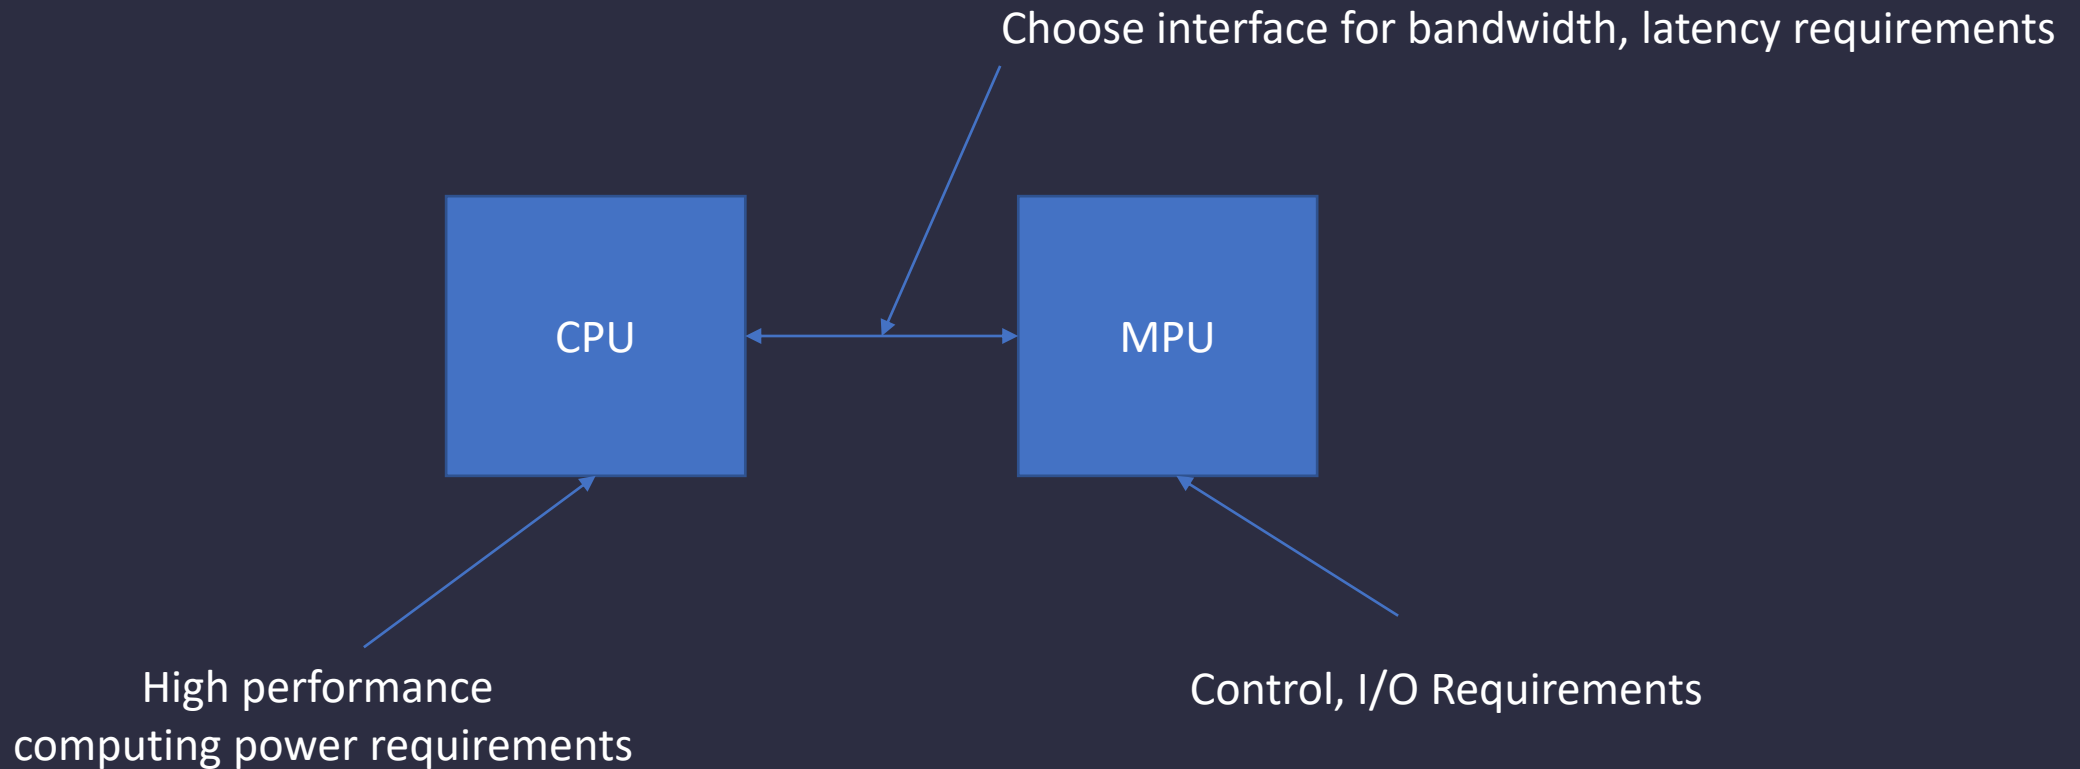 Choose interface for bandwidth, latency requirements
CPU
MPU
High performance
computing power requirements
Control, I/O Requirements